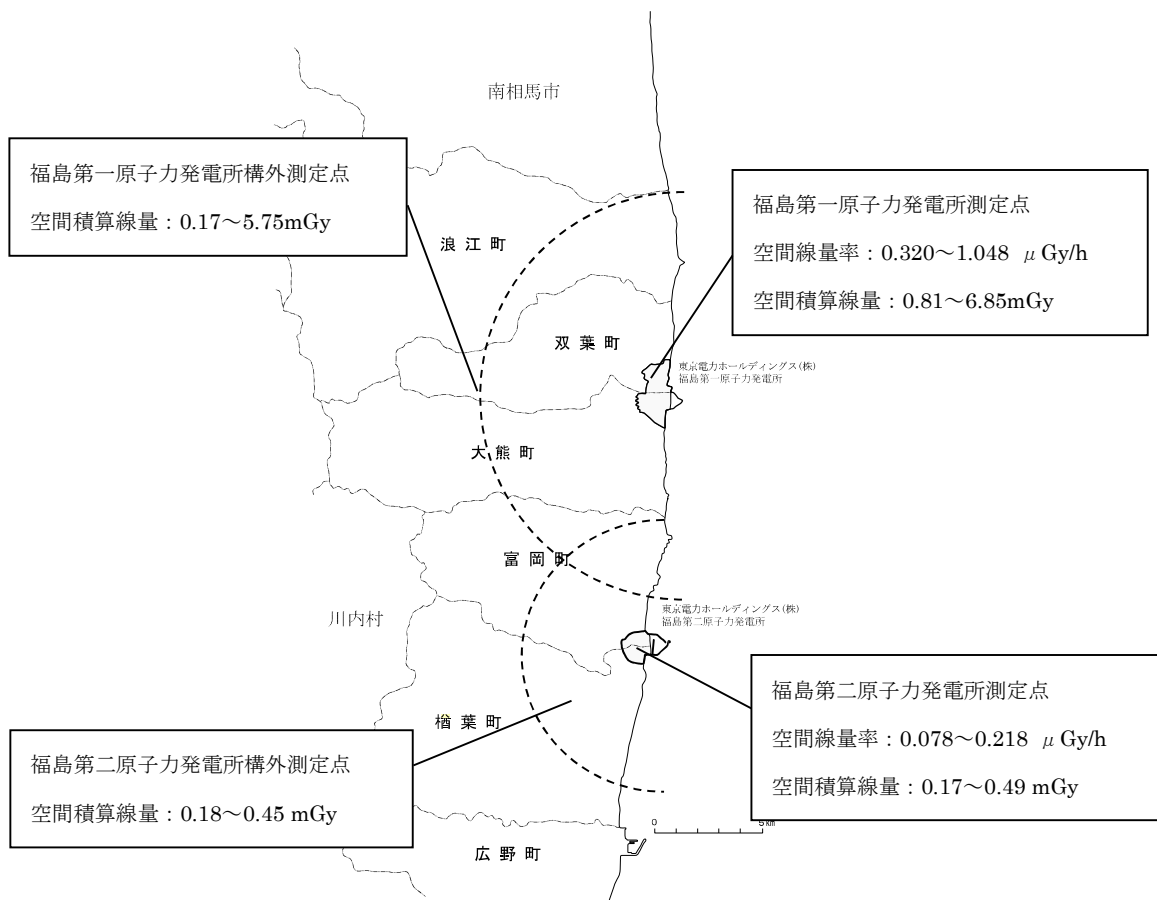 南相馬市
福島第一原子力発電所構外測定点
空間積算線量：0.17～5.75mGy
福島第一原子力発電所測定点
空間線量率：0.320～1.048 μ Gy/h
空間積算線量：0.81～6.85mGy
浪江町
双葉町
東京電力ホールディングス(株)
福島第一原子力発電所
大熊町
富岡町
川内村
東京電力ホールディングス(株)
福島第二原子力発電所
福島第二原子力発電所測定点
空間線量率：0.078～0.218 μ Gy/h
空間積算線量：0.17～0.49 mGy
楢葉町
福島第二原子力発電所構外測定点
空間積算線量：0.18～0.45 mGy
0 5km
広野町